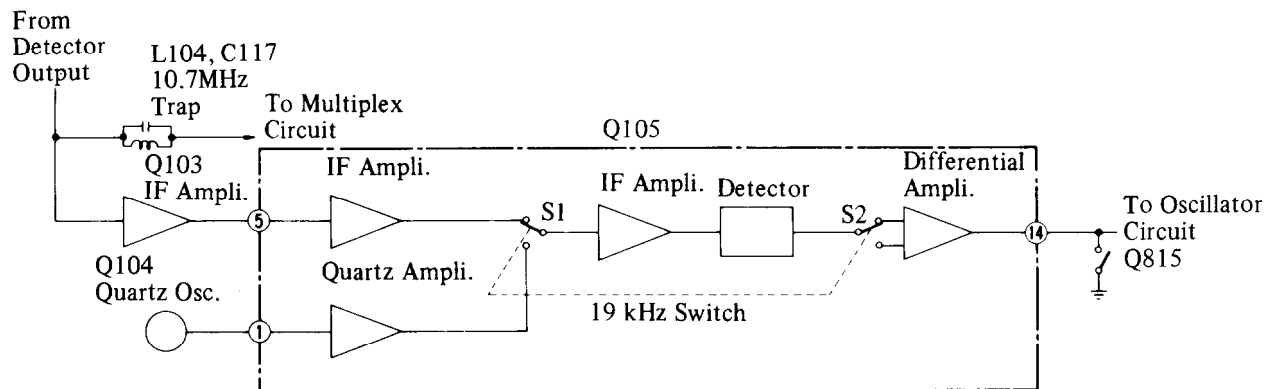 From
Detector
Output
L104, C117
10.7MHz
Trap
To Multiplex
Circuit
Q105
Q103
IF Ampli.
IF Ampli.
IF Ampli.
Detector
Differential
Ampli.
5
S1
S2
14
To Oscillator
Circuit
Q815
Q104
Quartz Osc.
Quartz Ampli.
19 kHz Switch
1